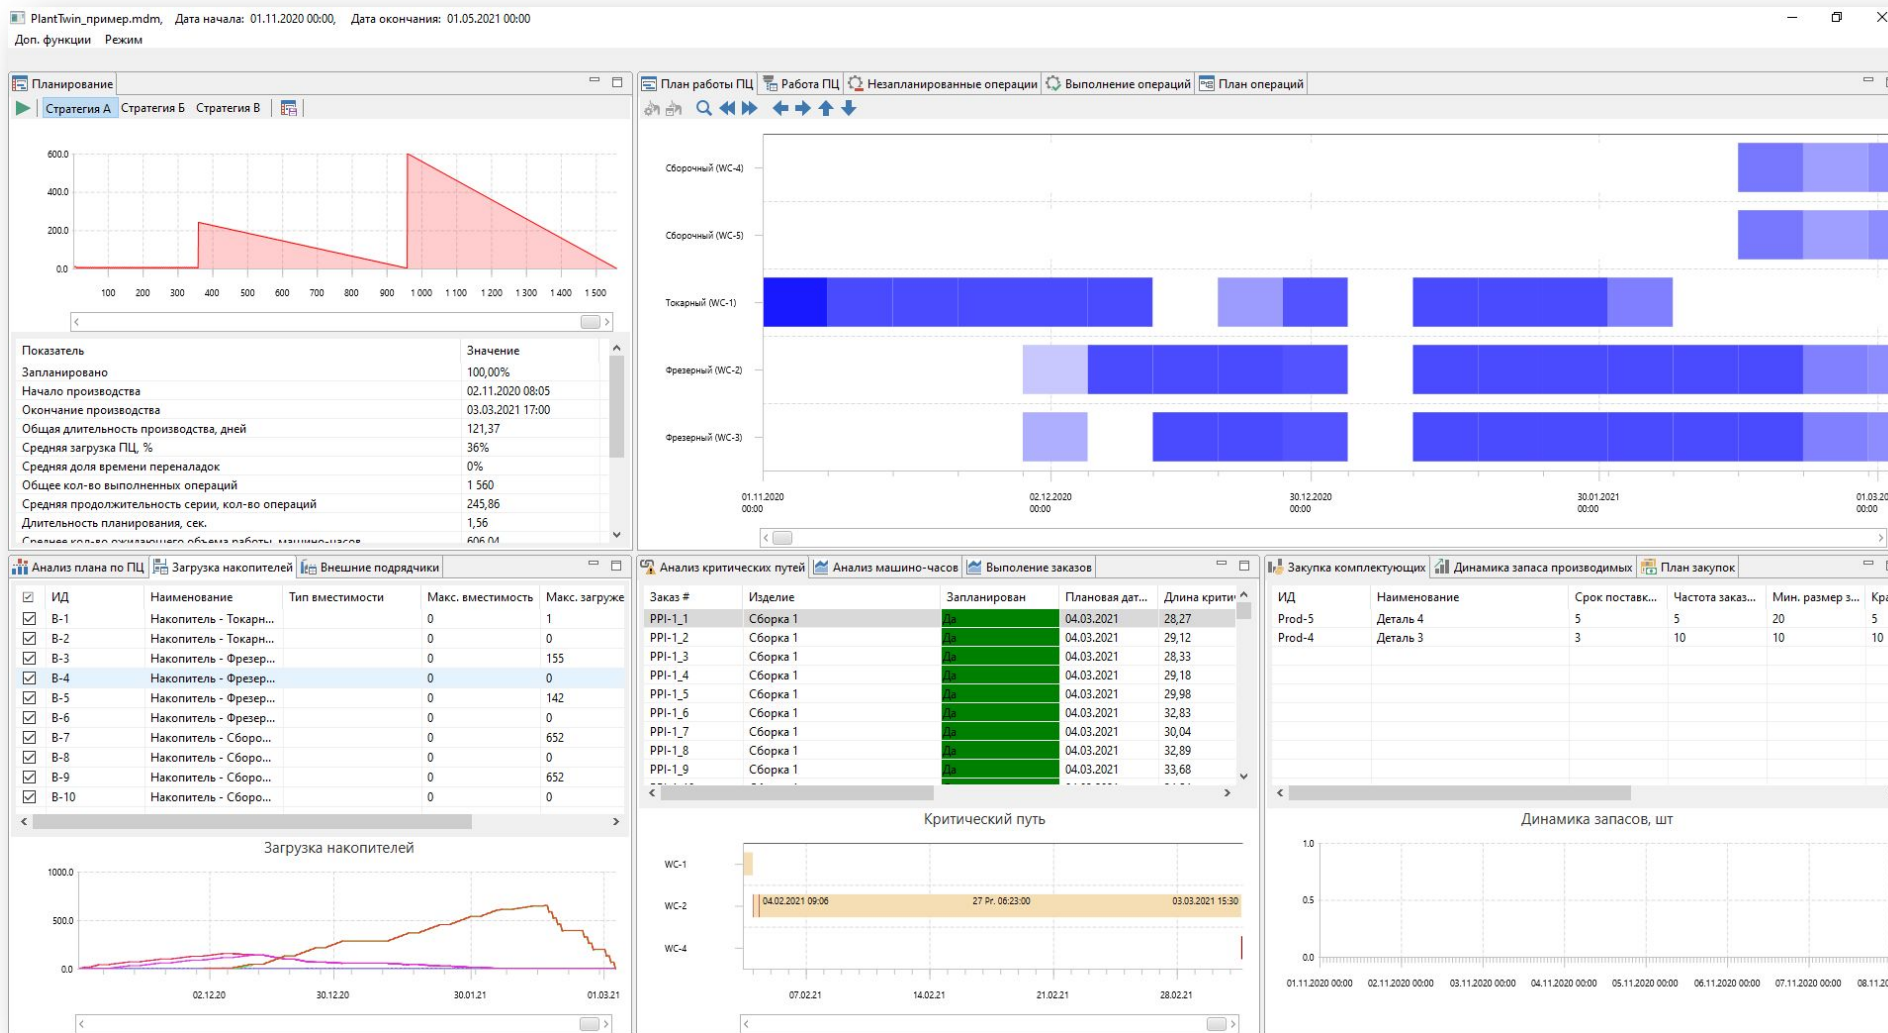 PlantTwin_пример.mdm, Дата начала: 01.11.2020 00:00, Дата окончания: 01.05.2021 00:00
Доп. функции Режим
Планирование
Стратегия А Стратегия Б Стратегия В
600.0
400.0
200.0
0.0
100 200 300 400 500 600 700 800 900 1 000 1 100 1 200 1 300 1 400 1 500
Показатель Значение
Запланировано 100,00%
Начало производства 02.11.2020 08:05
Окончание производства 03.03.2021 17:00
Общая длительность производства, дней 121,37
Средняя загрузка ПЦ, % 36%
Средняя доля времени переналадок 0%
Общее кол-во выполненных операций 1 560
Средняя продолжительность серии, кол-во операций 245,86
Длительность планирования, сек. 1,56
Среднее кол-во ожидающего объема работы, машино-часов 606,04
План работы ПЦ Работа ПЦ Незапланированные операции Выполнение операций План операций
Сборочный (WC-4)
Сборочный (WC-5)
Токарный (WC-1)
Фрезерный (WC-2)
Фрезерный (WC-3)
01.11.2020 02.12.2020 30.12.2020 30.01.2021 01.03.20
00:00 00:00 00:00 00:00 00:00
Анализ плана по ПЦ Загрузка накопителей Внешние подрядчики
ИД Наименование Тип вместимости Макс. вместимость Макс. загруже
B-1 Накопитель - Токарн... 0 1
B-2 Накопитель - Токарн... 0 0
B-3 Накопитель - Фрезер... 0 155
B-4 Накопитель - Фрезер... 0 0
B-5 Накопитель - Фрезер... 0 142
B-6 Накопитель - Фрезер... 0 0
B-7 Накопитель - Сборо... 0 652
B-8 Накопитель - Сборо... 0 0
B-9 Накопитель - Сборо... 0 652
B-10 Накопитель - Сборо... 0 0
Загрузка накопителей
1000.0
500.0
0.0
02.12.20 30.12.20 30.01.21 01.03.21
Анализ критических путей Анализ машино-часов Выполение заказов
Заказ # Изделие Запланирован Плановая дат... Длина крити
PPI-1_1 Сборка 1 Да 04.03.2021 28,27
PPI-1_2 Сборка 1 Да 04.03.2021 29,12
PPI-1_3 Сборка 1 Да 04.03.2021 28,33
PPI-1_4 Сборка 1 Да 04.03.2021 29,18
PPI-1_5 Сборка 1 Да 04.03.2021 29,98
PPI-1_6 Сборка 1 Да 04.03.2021 32,83
PPI-1_7 Сборка 1 Да 04.03.2021 30,04
PPI-1_8 Сборка 1 Да 04.03.2021 32,89
PPI-1_9 Сборка 1 Да 04.03.2021 33,68
Критический путь
WC-1
WC-2
WC-4
04.02.2021 09:06 27 Pr. 06:23:00 03.03.2021 15:30
07.02.21 14.02.21 21.02.21 28.02.21
Закупка комплектующих Динамика запаса производимых План закупок
ИД Наименование Срок поставк... Частота заказ... Мин. размер з... Кра
Prod-5 Деталь 4 5 5 20 5
Prod-4 Деталь 3 3 10 10 10
Динамика запасов, шт
1.0
0.5
0.0
01.11.2020 00:00 02.11.2020 00:00 03.11.2020 00:00 04.11.2020 00:00 05.11.2020 00:00 06.11.2020 00:00 07.11.2020 00:00 08.11.20